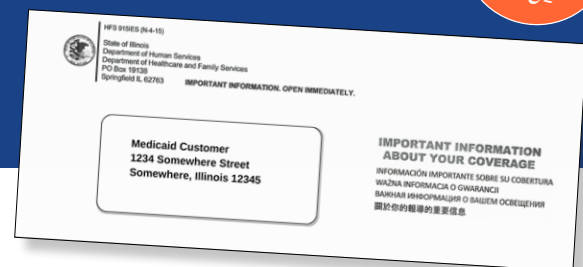 HFS 915IES (N-4-15)
State of Illinois
Department of Human Services
Department of Healthcare and Family Services
PO Box 19138
Springfield IL 62763
IMPORTANT INFORMATION. OPEN IMMEDIATELY.
Medicaid Customer
1234 Somewhere Street
Somewhere, Illinois 12345
IMPORTANT INFORMATION
ABOUT YOUR COVERAGE
INFORMACIÓN IMPORTANTE SOBRE SU COBERTURA
WAŻNA INFORMACJA O GWARANCJI
ВАЖНАЯ ИНФОРМАЦИЯ О ВАШЕМ ОСВЕЩЕНИЯ
關於你的報導的重要信息